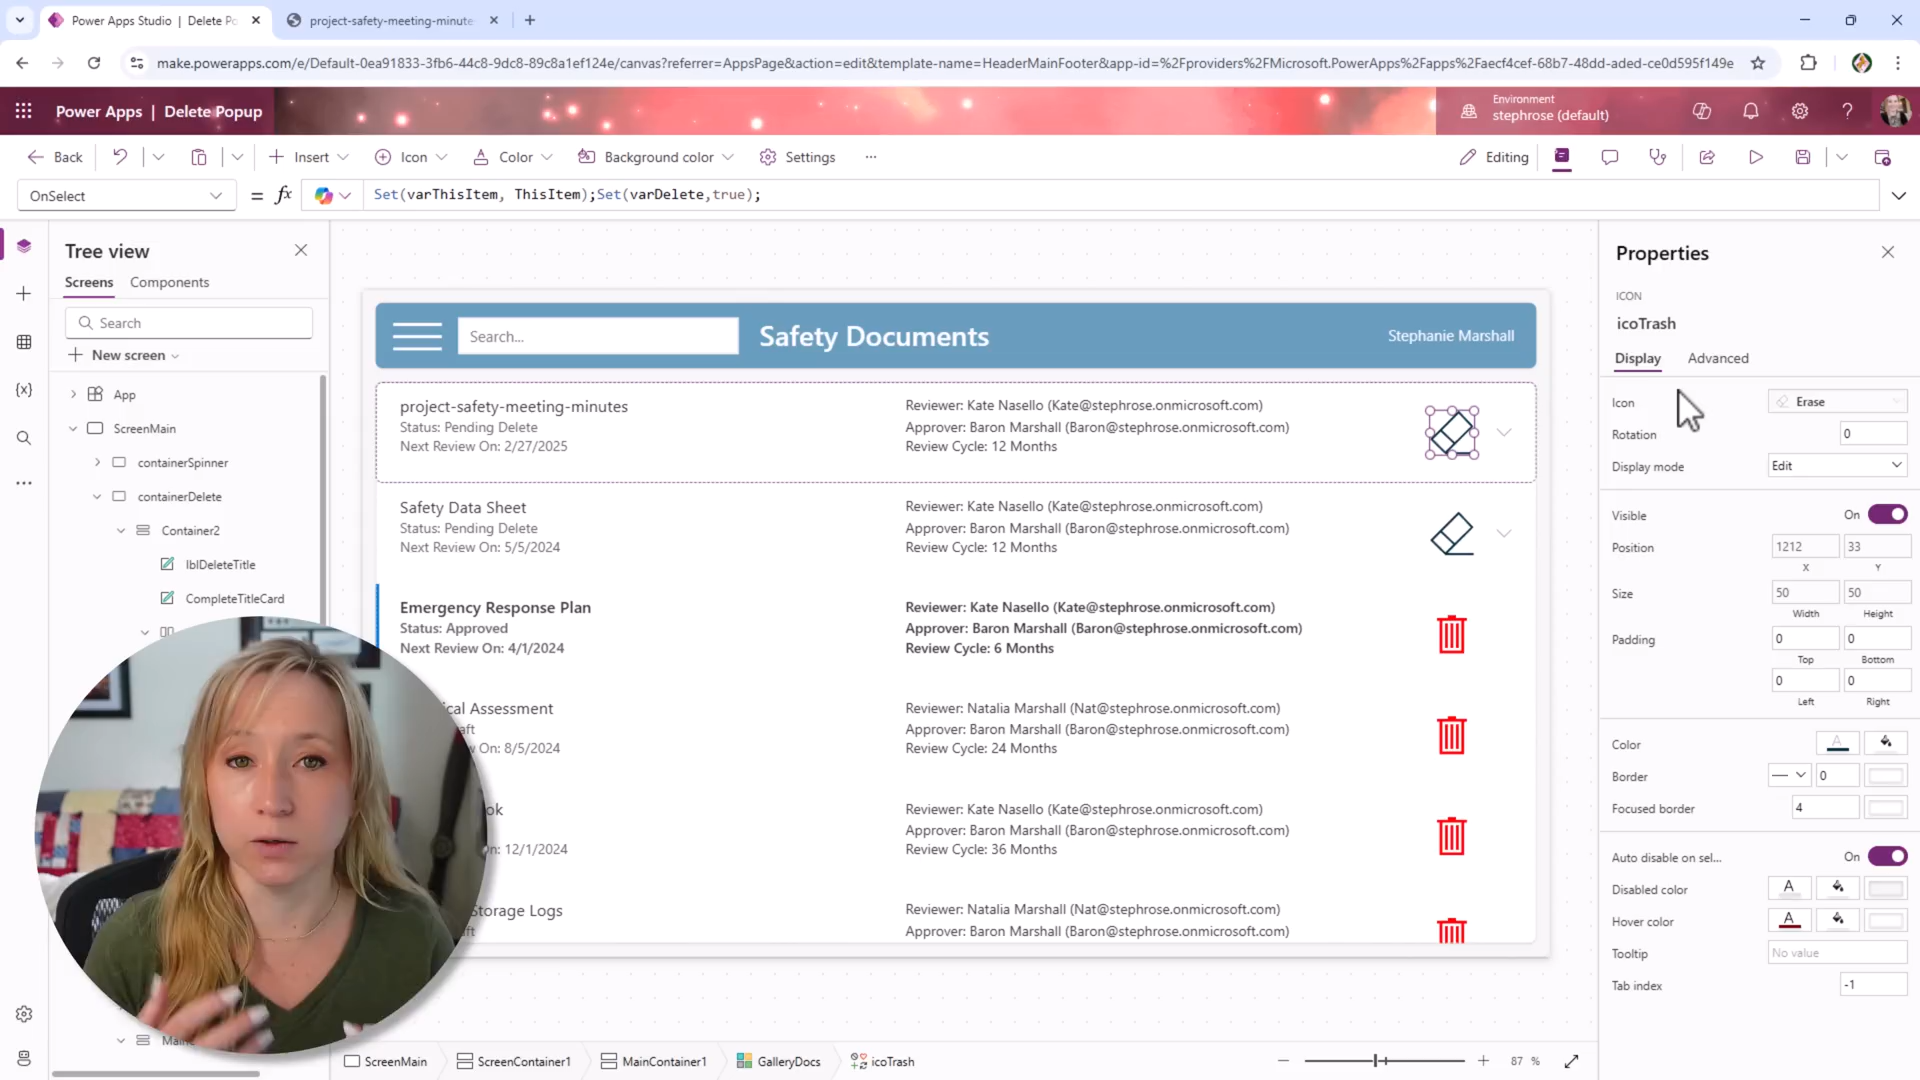 Power Apps Studio | Delete Po
project-safety-meeting-minute
make.powerapps.com/e/Default-0ea91833-3fb6-44c8-9dc8-89c8a1ef124e/canvas?referrer=AppsPage&action=edit&template-name=HeaderMainFooter&app-id=%2Fproviders%2FMicrosoft.PowerApps%2Fapps%2Faecf4cef-68b7-48dd-aded-ce0d595f149e
Power Apps | Delete Popup
Environment
stephrose (default)
Back
Insert
Icon
Color
Background color
Settings
Editing
OnSelect
= fx
Set(varThisItem, ThisItem);Set(varDelete,true);
Tree view
Screens Components
Search
New screen
App
ScreenMain
containerSpinner
containerDelete
Container2
lblDeleteTitle
CompleteTitleCard
Search...
Safety Documents
Stephanie Marshall
project-safety-meeting-minutes
Status: Pending Delete
Next Review On: 2/27/2025
Reviewer: Kate Nasello (Kate@stephrose.onmicrosoft.com)
Approver: Baron Marshall (Baron@stephrose.onmicrosoft.com)
Review Cycle: 12 Months
Safety Data Sheet
Status: Pending Delete
Next Review On: 5/5/2024
Reviewer: Kate Nasello (Kate@stephrose.onmicrosoft.com)
Approver: Baron Marshall (Baron@stephrose.onmicrosoft.com)
Review Cycle: 12 Months
Emergency Response Plan
Status: Approved
Next Review On: 4/1/2024
Reviewer: Kate Nasello (Kate@stephrose.onmicrosoft.com)
Approver: Baron Marshall (Baron@stephrose.onmicrosoft.com)
Review Cycle: 6 Months
ical Assessment
aft
w On: 8/5/2024
Reviewer: Natalia Marshall (Nat@stephrose.onmicrosoft.com)
Approver: Baron Marshall (Baron@stephrose.onmicrosoft.com)
Review Cycle: 24 Months
ok
n: 12/1/2024
Reviewer: Kate Nasello (Kate@stephrose.onmicrosoft.com)
Approver: Baron Marshall (Baron@stephrose.onmicrosoft.com)
Review Cycle: 36 Months
Storage Logs
aft
Reviewer: Natalia Marshall (Nat@stephrose.onmicrosoft.com)
Approver: Baron Marshall (Baron@stephrose.onmicrosoft.com)
Properties
ICON
icoTrash
Display Advanced
Icon Erase
Rotation 0
Display mode Edit
Visible On
Position 1212 33
X Y
Size 50 50
Width Height
Padding 0 0
Top Bottom
0 0
Left Right
Color
Border 0
Focused border 4
Auto disable on sel... On
Disabled color
Hover color
Tooltip No value
Tab index -1
ScreenMain
ScreenContainer1
MainContainer1
GalleryDocs
icoTrash
87 %